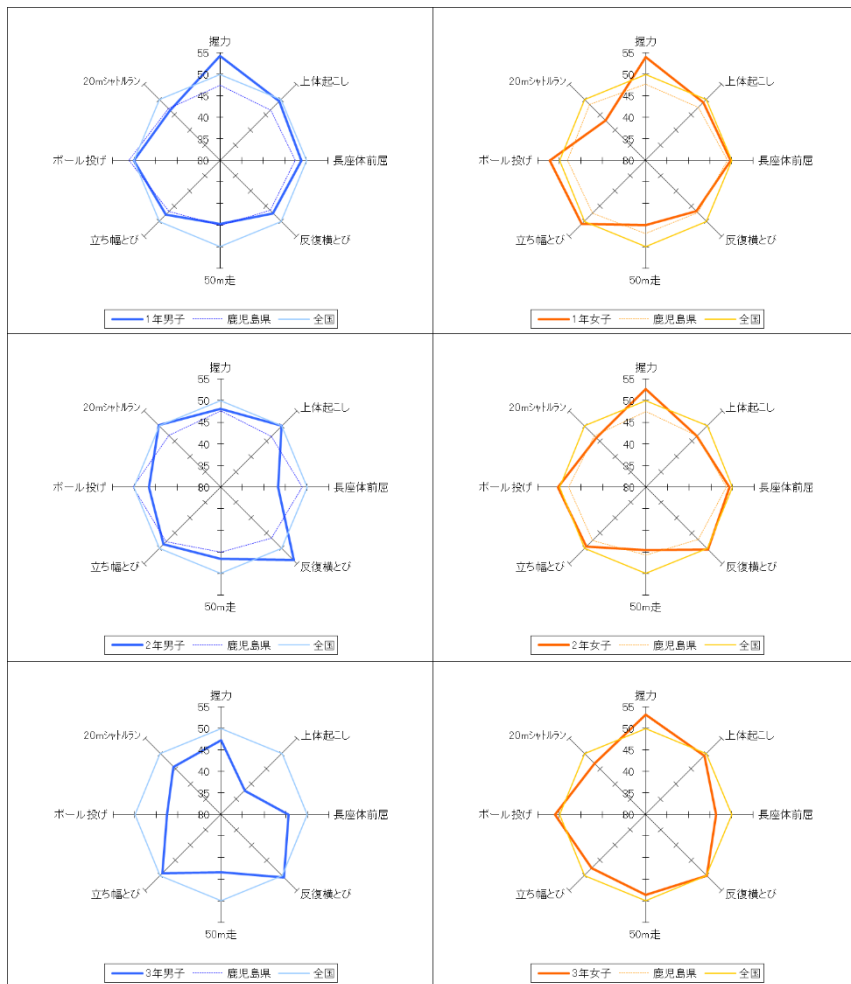 握力
55
20mシャトルラン
上体起こし
50
45
40
35
ボール投げ
80
長座体前屈
立ち幅とび
反復横とび
50m走
1年男子 鹿児島県 全国
握力
55
20mシャトルラン
上体起こし
50
45
40
35
ボール投げ
80
長座体前屈
立ち幅とび
反復横とび
50m走
1年女子 鹿児島県 全国
握力
55
20mシャトルラン
上体起こし
50
45
40
35
ボール投げ
80
長座体前屈
立ち幅とび
反復横とび
50m走
2年男子 鹿児島県 全国
握力
55
20mシャトルラン
上体起こし
50
45
40
35
ボール投げ
80
長座体前屈
立ち幅とび
反復横とび
50m走
2年女子 鹿児島県 全国
握力
55
20mシャトルラン
上体起こし
50
45
40
35
ボール投げ
80
長座体前屈
立ち幅とび
反復横とび
50m走
3年男子 鹿児島県 全国
握力
55
20mシャトルラン
上体起こし
50
45
40
35
ボール投げ
80
長座体前屈
立ち幅とび
反復横とび
50m走
3年女子 鹿児島県 全国